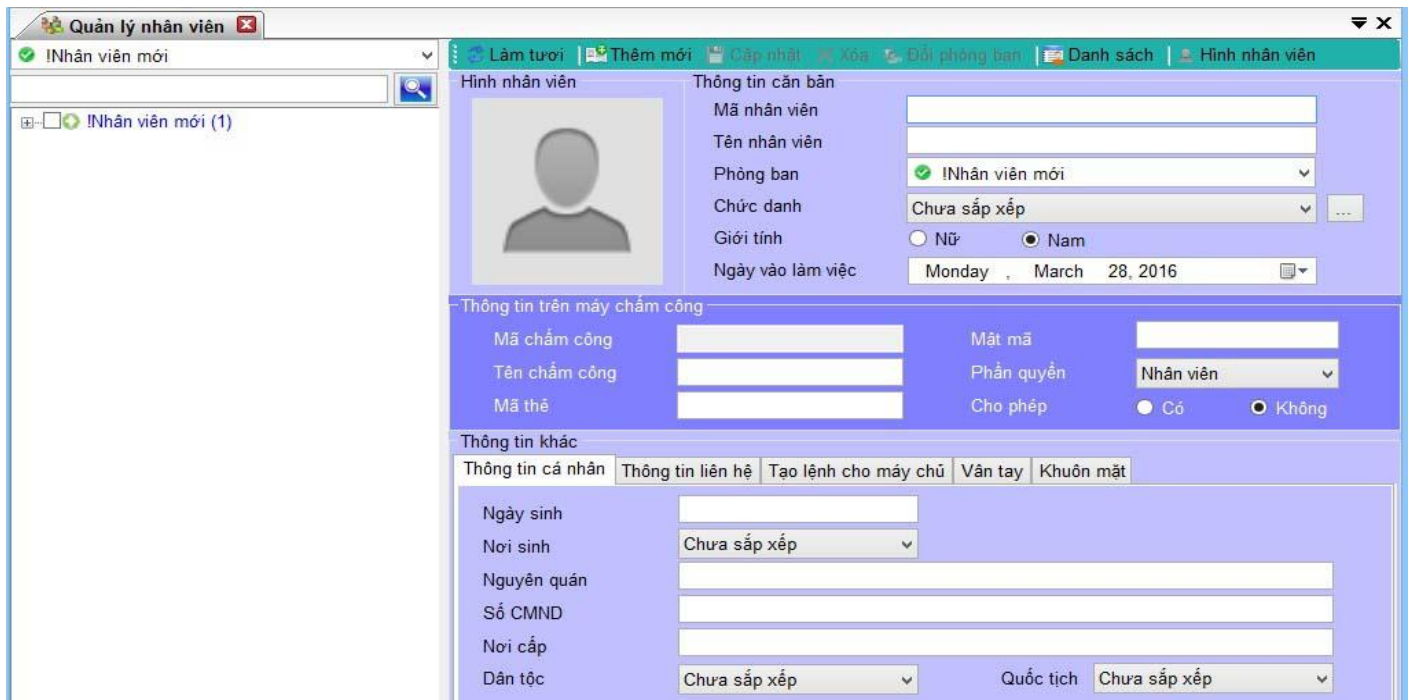 Quản lý nhân viên
!Nhân viên mới
Làm tươi Thêm mới Cập nhật Xóa Đổi phòng ban Danh sách Hình nhân viên
!Nhân viên mới (1)
Hình nhân viên
Thông tin căn bản
Mã nhân viên
Tên nhân viên
Phòng ban !Nhân viên mới
Chức danh Chưa sắp xếp ...
Giới tính Nữ Nam
Ngày vào làm việc Monday , March 28, 2016
Thông tin trên máy chấm công
Mã chấm công Mật mã
Tên chấm công Phần quyền Nhân viên
Mã thẻ Cho phép Có Không
Thông tin khác
Thông tin cá nhân Thông tin liên hệ Tạo lệnh cho máy chủ Vân tay Khuôn mặt
Ngày sinh
Nơi sinh Chưa sắp xếp
Nguyên quán
Số CMND
Nơi cấp
Dân tộc Chưa sắp xếp Quốc tịch Chưa sắp xếp